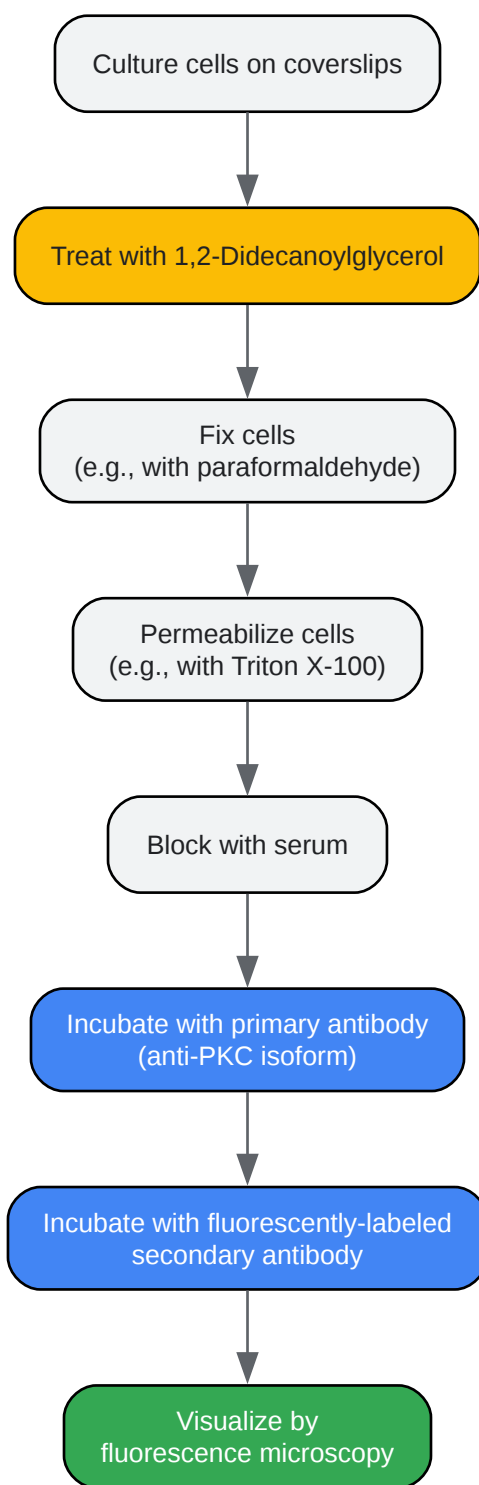 Culture cells on coverslips
Treat with 1,2-Didecanoylglycerol
Fix cells
(e.g., with paraformaldehyde)
Permeabilize cells
(e.g., with Triton X-100)
Block with serum
Incubate with primary antibody
(anti-PKC isoform)
Incubate with fluorescently-labeled
secondary antibody
Visualize by
fluorescence microscopy